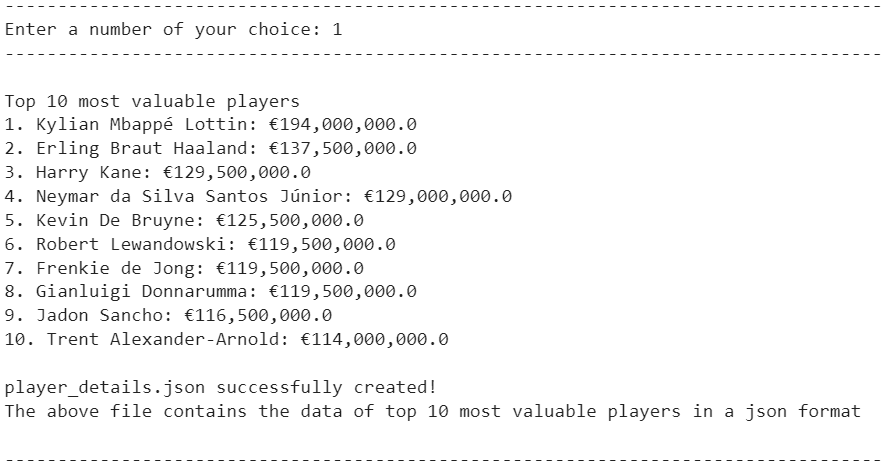 --------------------------------------------------------------------------------
Enter a number of your choice: 1
--------------------------------------------------------------------------------
Top 10 most valuable players
1. Kylian Mbappé Lottin: €194,000,000.0
2. Erling Braut Haaland: €137,500,000.0
3. Harry Kane: €129,500,000.0
4. Neymar da Silva Santos Júnior: €129,000,000.0
5. Kevin De Bruyne: €125,500,000.0
6. Robert Lewandowski: €119,500,000.0
7. Frenkie de Jong: €119,500,000.0
8. Gianluigi Donnarumma: €119,500,000.0
9. Jadon Sancho: €116,500,000.0
10. Trent Alexander-Arnold: €114,000,000.0
player_details.json successfully created!
The above file contains the data of top 10 most valuable players in a json format
--------------------------------------------------------------------------------